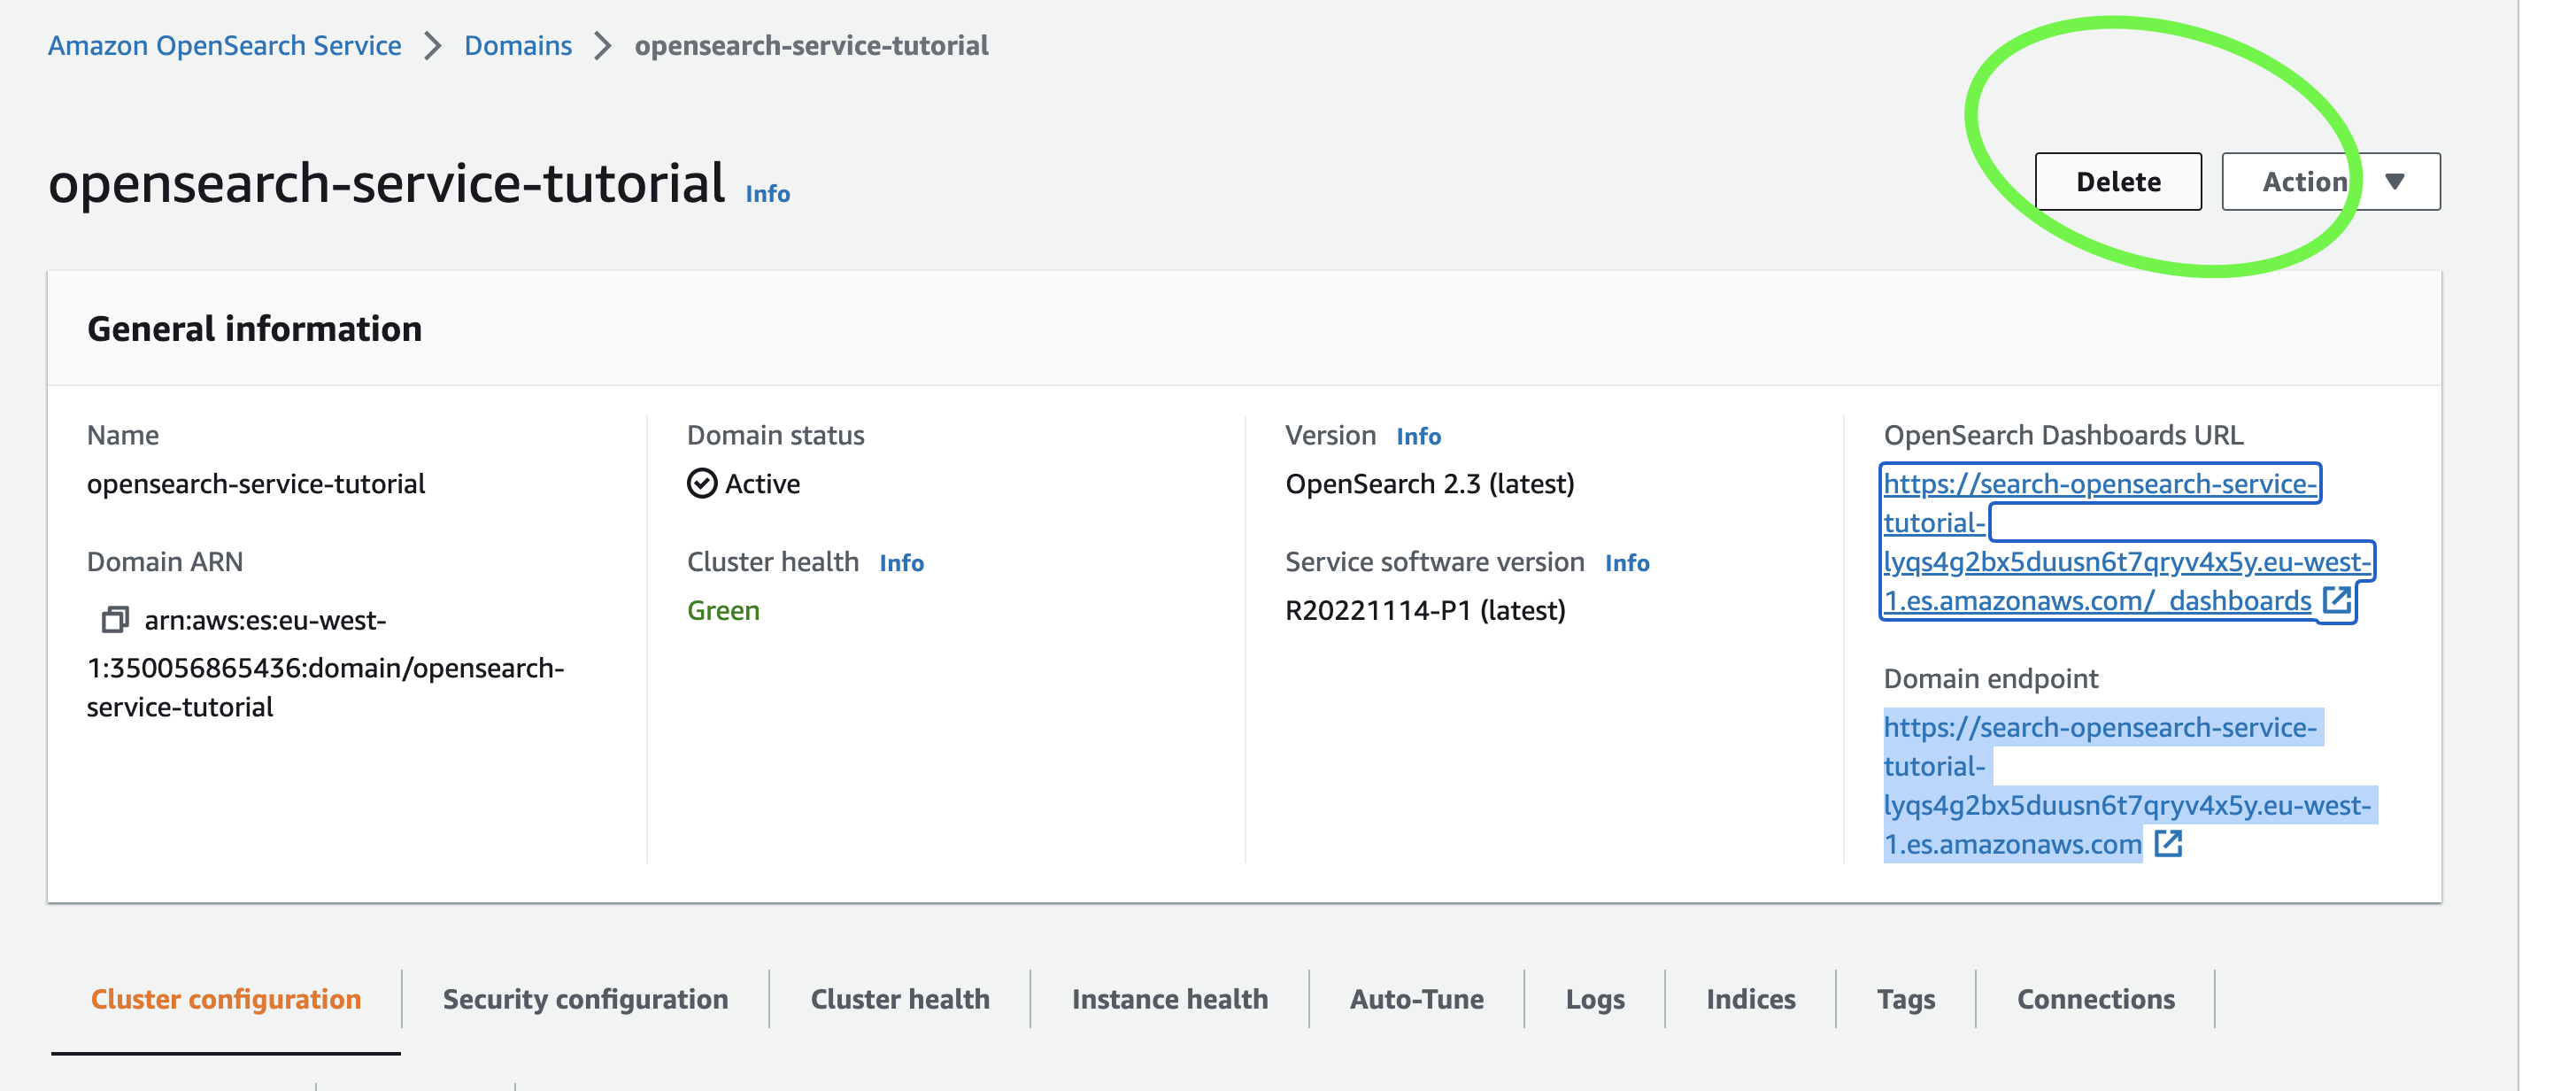 Amazon OpenSearch Service > Domains > opensearch-service-tutorial
opensearch-service-tutorial Info
Delete
Action
General information
Name
opensearch-service-tutorial
Domain ARN
arn:aws:es:eu-west-
1:350056865436:domain/opensearch-
service-tutorial
Domain status
Active
Cluster health Info
Green
Version Info
OpenSearch 2.3 (latest)
Service software version Info
R20221114-P1 (latest)
OpenSearch Dashboards URL
https://search-opensearch-service-
tutorial-
lyqs4g2bx5duusn6t7qryv4x5y.eu-west-
1.es.amazonaws.com/_dashboards
Domain endpoint
https://search-opensearch-service-
tutorial-
lyqs4g2bx5duusn6t7qryv4x5y.eu-west-
1.es.amazonaws.com
Cluster configuration
Security configuration
Cluster health
Instance health
Auto-Tune
Logs
Indices
Tags
Connections